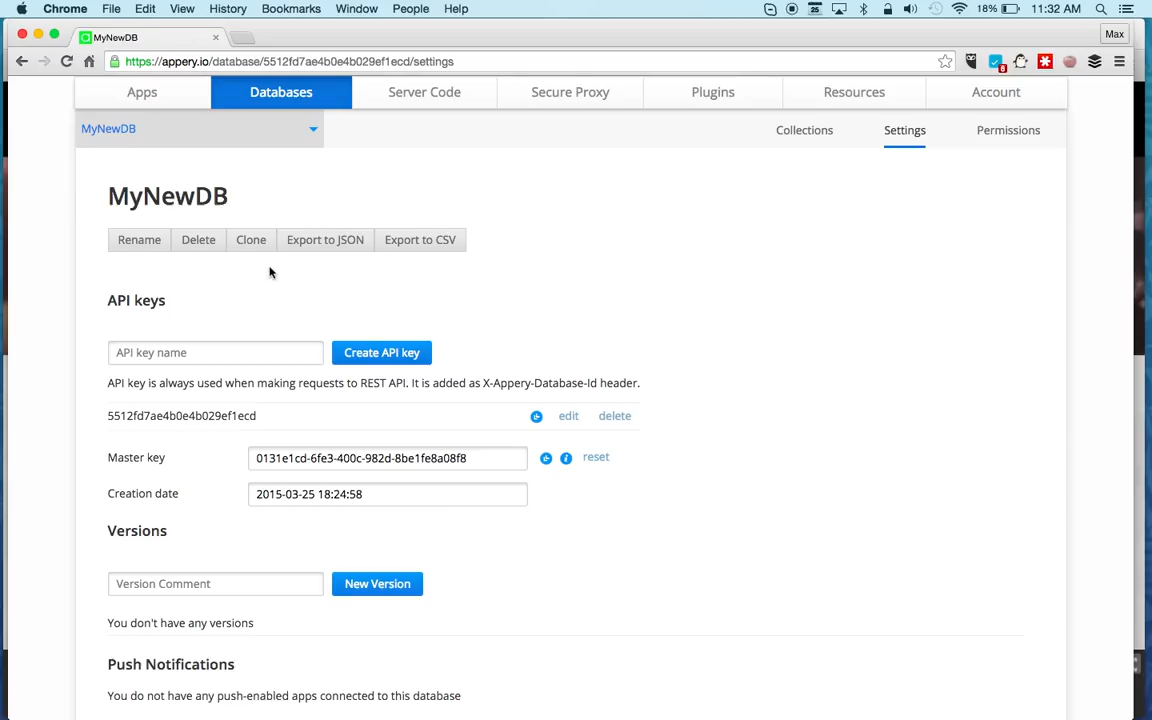 Chrome File Edit View History Bookmarks Window People Help 25 18% 11:32 AM
MyNewDB Max
https://appery.io/database/5512fd7ae4b0e4b029ef1ecd/settings
Apps Databases Server Code Secure Proxy Plugins Resources Account
MyNewDB Collections Settings Permissions
MyNewDB
Rename Delete Clone Export to JSON Export to CSV
API keys
API key name Create API key
API key is always used when making requests to REST API. It is added as X-Appery-Database-Id header.
5512fd7ae4b0e4b029ef1ecd edit delete
Master key 0131e1cd-6fe3-400c-982d-8be1fe8a08f8 reset
Creation date 2015-03-25 18:24:58
Versions
Version Comment New Version
You don't have any versions
Push Notifications
You do not have any push-enabled apps connected to this database